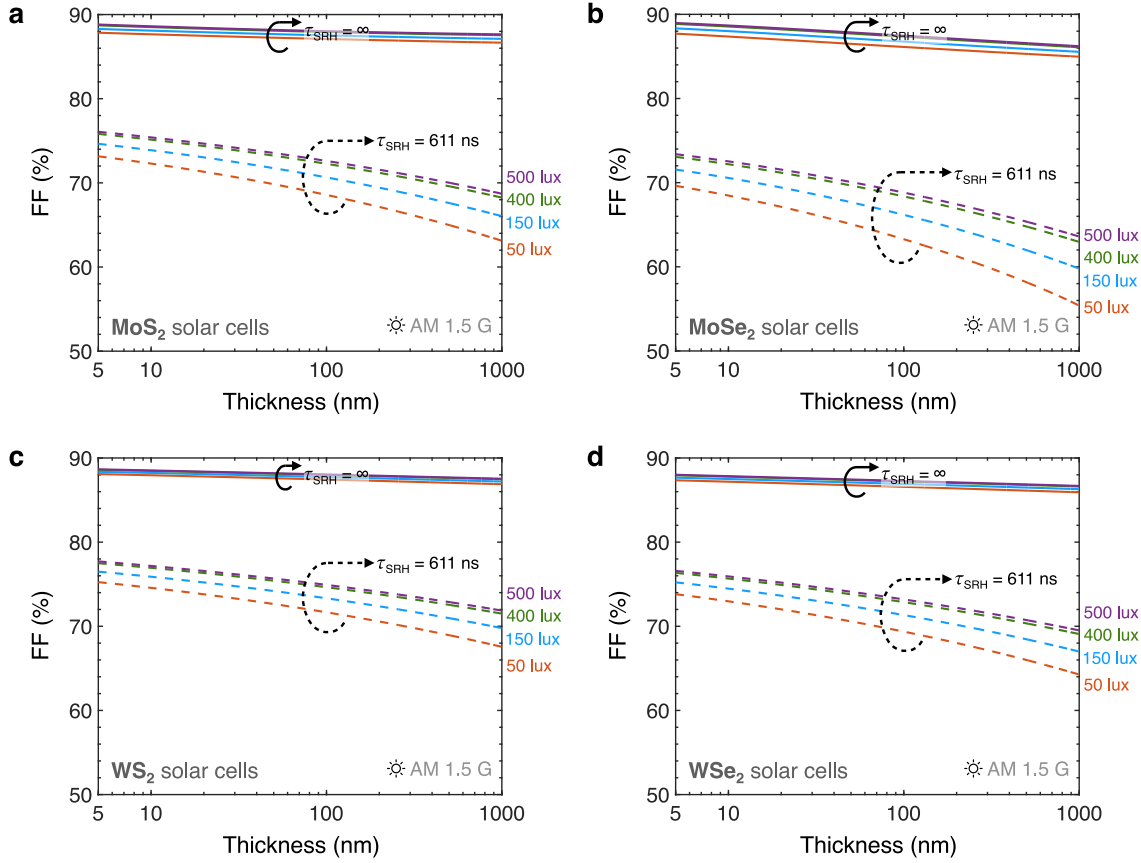 a
FF (%)
90
80
70
60
50
τSRH = ∞
τSRH = 611 ns
500 lux
400 lux
150 lux
50 lux
MoS2 solar cells
AM 1.5 G
5
10
100
1000
Thickness (nm)
b
FF (%)
90
80
70
60
50
τSRH = ∞
τSRH = 611 ns
500 lux
400 lux
150 lux
50 lux
MoSe2 solar cells
AM 1.5 G
5
10
100
1000
Thickness (nm)
c
FF (%)
90
80
70
60
50
τSRH = ∞
τSRH = 611 ns
500 lux
400 lux
150 lux
50 lux
WS2 solar cells
AM 1.5 G
5
10
100
1000
Thickness (nm)
d
FF (%)
90
80
70
60
50
τSRH = ∞
τSRH = 611 ns
500 lux
400 lux
150 lux
50 lux
WSe2 solar cells
AM 1.5 G
5
10
100
1000
Thickness (nm)